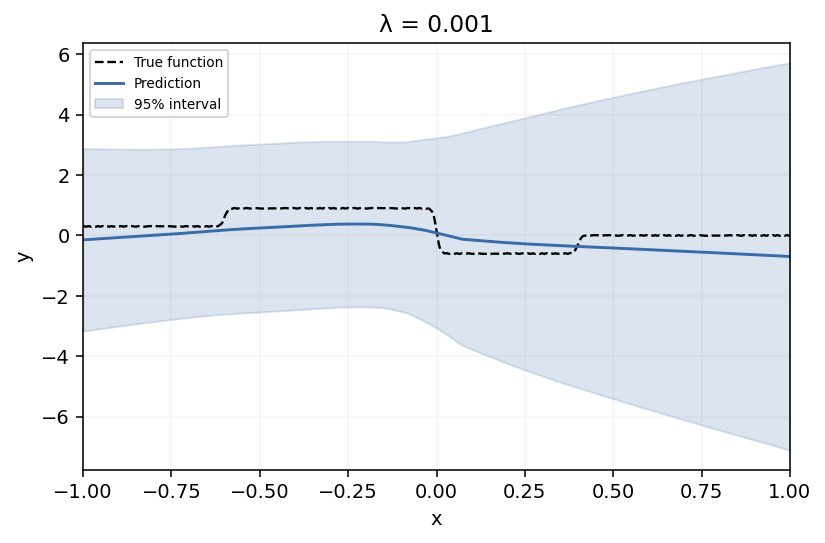 λ = 0.001
6
4
2
0
−2
−4
−6
y
True function
Prediction
95% interval
−1.00 −0.75 −0.50 −0.25 0.00 0.25 0.50 0.75 1.00
x